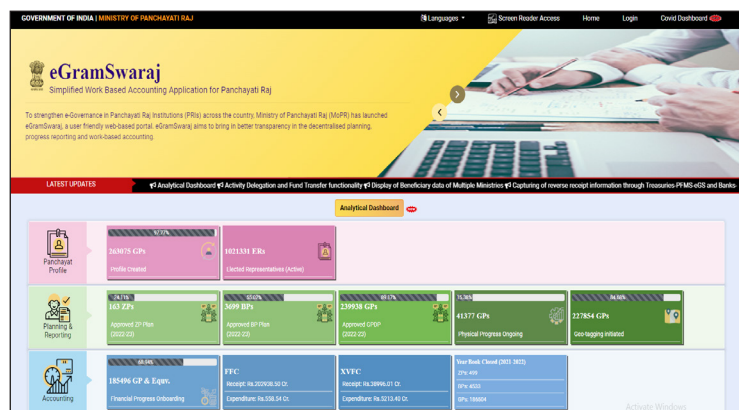 GOVERNMENT OF INDIA | MINISTRY OF PANCHAYATI RAJ
Languages
Screen Reader Access
Home
Login
Covid Dashboard
eGramSwaraj
Simplified Work Based Accounting Application for Panchayati Raj
To strengthen e-Governance in Panchayati Raj Institutions (PRIs) across the country, Ministry of Panchayati Raj (MoPR) has launched
eGramSwaraj, a user friendly web-based portal. eGramSwaraj aims to bring in better transparency in the decentralised planning,
progress reporting and work-based accounting.
LATEST UPDATES
Analytical Dashboard Activity Delegation and Fund Transfer functionality Display of Beneficiary data of Multiple Ministries Capturing of reverse receipt information through Treasuries-PFMS-eGS and Banks-
Analytical Dashboard
Panchayat
Profile
263075 GPs
Profile Created
1021331 ERs
Elected Representatives (Active)
Planning &
Reporting
163 ZPs
Approved ZP Plan
(2022-23)
3699 BPs
Approved BP Plan
(2022-23)
239938 GPs
Approved GPDP
(2022-23)
41377 GPs
Physical Progress Ongoing
227854 GPs
Geo-tagging initiated
Accounting
185496 GP & Equv.
Financial Progress Onboarding
FFC
Receipt: Rs.202938.50 Cr.
Expenditure: Rs.558.54 Cr.
XVFC
Receipt: Rs.38996.01 Cr.
Expenditure: Rs.5213.40 Cr.
Year Book Closed (2021-2022)
ZPs: 499
BPs: 4553
GPs: 186604
Activate Windows